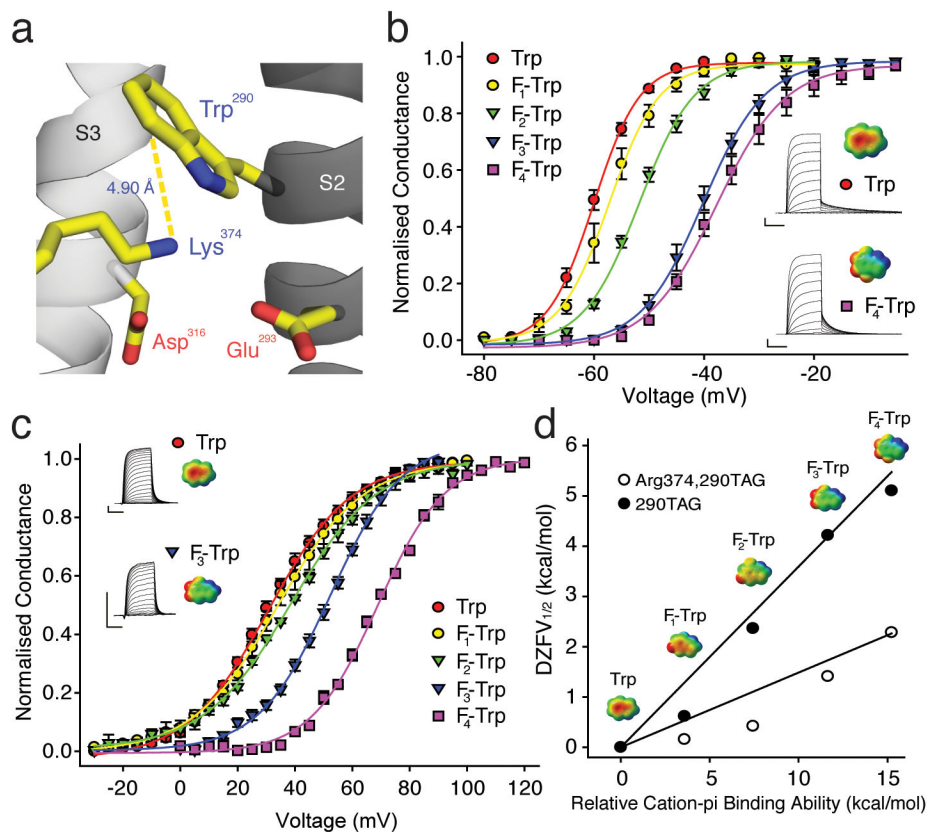 a
S3
Trp290
4.90 Å
S2
Lys374
Asp316
Glu293
b
Normalised Conductance
1.0
0.8
0.6
0.4
0.2
0.0
Trp
F1-Trp
F2-Trp
F3-Trp
F4-Trp
Trp
F4-Trp
-80 -60 -40 -20
Voltage (mV)
c
Normalised Conductance
1.0
0.8
0.6
0.4
0.2
0.0
Trp
F3-Trp
Trp
F1-Trp
F2-Trp
F3-Trp
F4-Trp
-20 0 20 40 60 80 100 120
Voltage (mV)
d
DZFV1/2 (kcal/mol)
6
5
4
3
2
1
0
Arg374,290TAG
290TAG
F4-Trp
F3-Trp
F2-Trp
F1-Trp
Trp
0 5 10 15
Relative Cation-pi Binding Ability (kcal/mol)